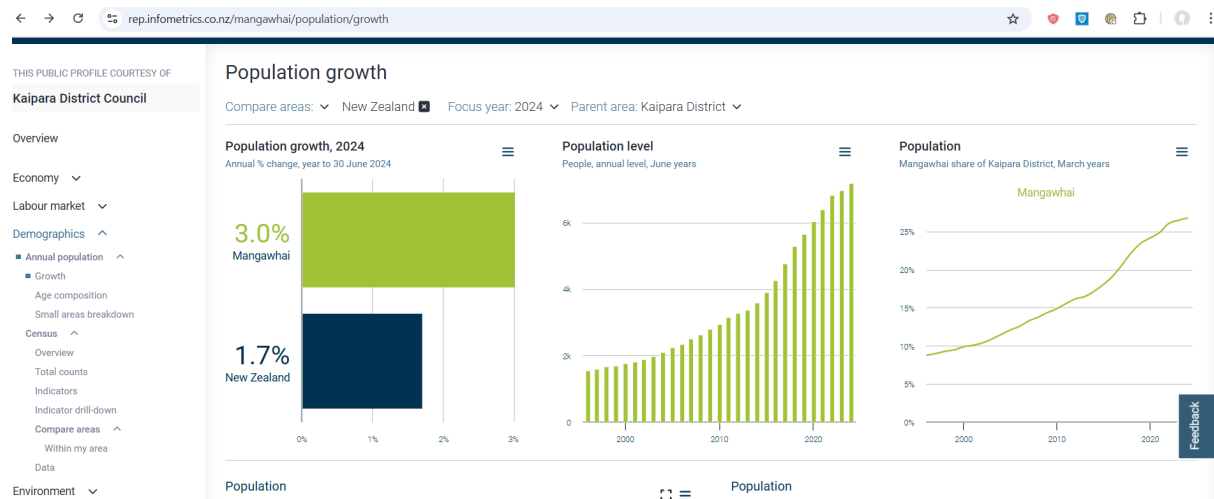 rep.infometrics.co.nz/mangawhai/population/growth
THIS PUBLIC PROFILE COURTESY OF
Kaipara District Council
Overview
Economy
Labour market
Demographics
Annual population
Growth
Age composition
Small areas breakdown
Census
Overview
Total counts
Indicators
Indicator drill-down
Compare areas
Within my area
Data
Environment
Population growth
Compare areas: New Zealand Focus year: 2024 Parent area: Kaipara District
Population growth, 2024
Annual % change, year to 30 June 2024
3.0%
Mangawhai
1.7%
New Zealand
0% 1% 2% 3%
Population level
People, annual level, June years
6k
4k
2k
0
2000 2010 2020
Population
Mangawhai share of Kaipara District, March years
Mangawhai
25%
20%
15%
10%
5%
0%
2000 2010 2020
Feedback
Population
Population